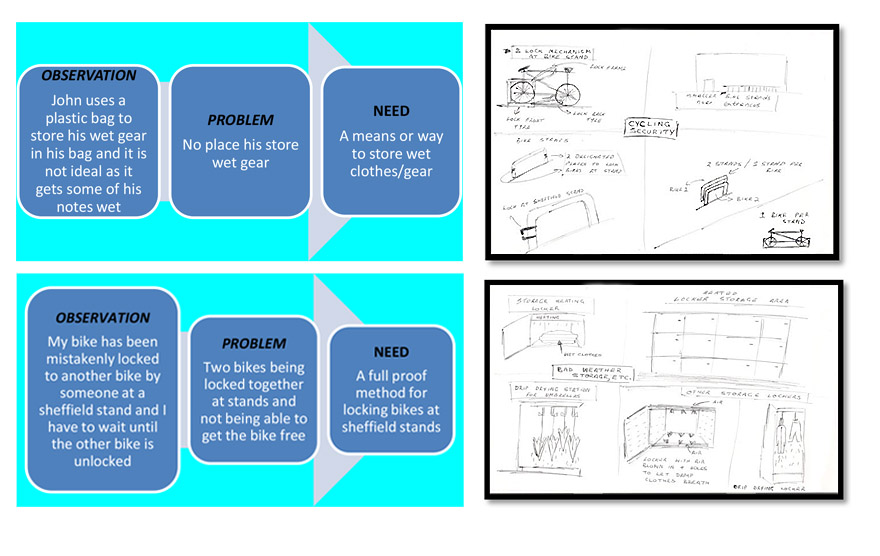 OBSERVATION
John uses a
plastic bag to
store his wet gear
in his bag and it is
not ideal as it
gets some of his
notes wet
PROBLEM
No place his store
wet gear
NEED
A means or way
to store wet
clothes/gear
2 LOCK MECHANISM
AT BIKE STAND
LOCK FRAME
LOCK FRONT
TYRE
LOCK BACK
TYRE
BIKE STANDS
ENTRANCES
CYCLING
SECURITY
BIKE STANDS
2 DESIGNATED
PLACES TO LOCK
BIKES AT STAND
LOCK AT SHEFFIELD STAND
2 STANDS / 1 STAND PER
BIKE
BIKE 1
BIKE 2
1 BIKE PER
STAND
OBSERVATION
My bike has been
mistakenly locked
to another bike by
someone at a
sheffield stand and I
have to wait until
the other bike is
unlocked
PROBLEM
Two bikes being
locked together
at stands and
not being able to
get the bike free
NEED
A full proof
method for
locking bikes at
sheffield stands
STORAGE HEATING
LOCKER
HEATING
WET CLOTHES
HEATED
LOCKER STORAGE AREA
BAD WEATHER
STORAGE, ETC.
DRIP DRYING STATION
FOR UMBRELLAS
OTHER STORAGE LOCKERS
AIR
AIR
LOCKER WITH AIR
BLOWN IN + HOLES
TO LET DAMP
CLOTHES BREATH
DRIP DRYING LOCKER